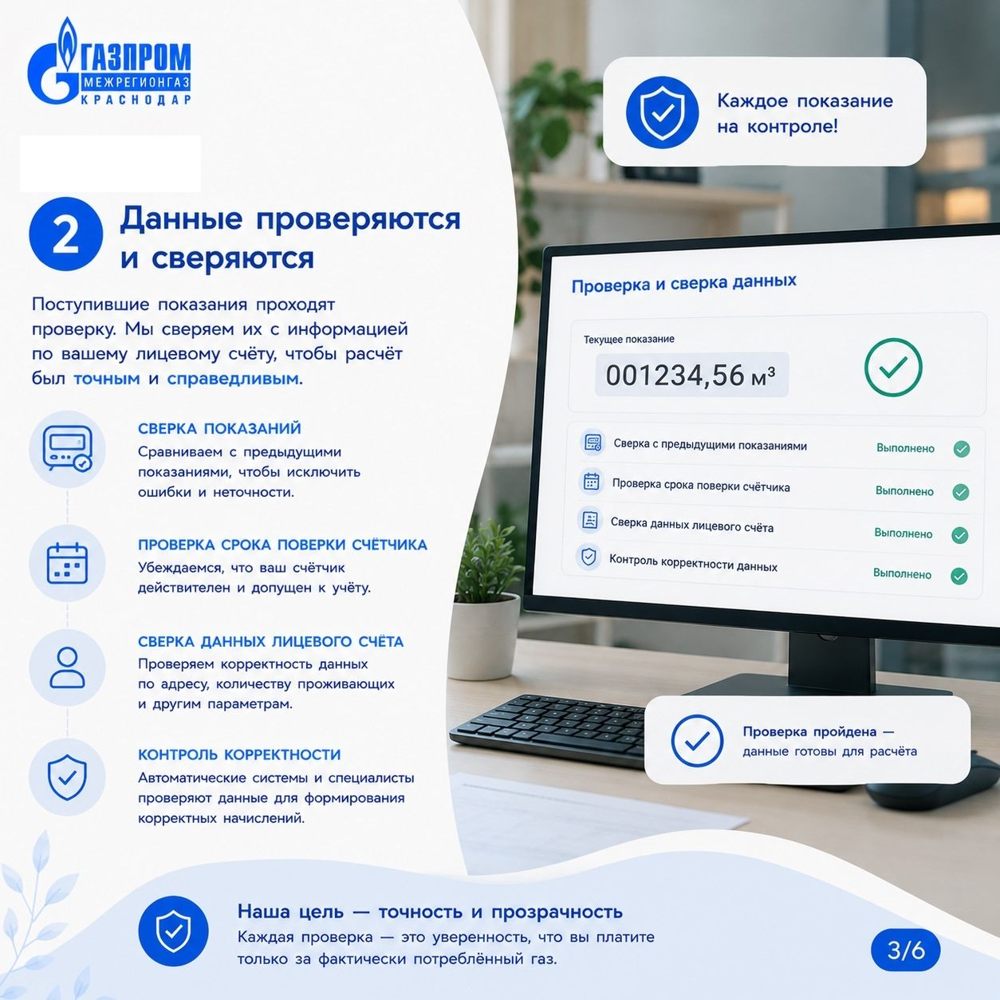 ГАЗПРОМ
МЕЖРЕГИОНГАЗ
КРАСНОДАР
Каждое показание
на контроле!
2
Данные проверяются
и сверяются
Поступившие показания проходят
проверку. Мы сверяем их с информацией
по вашему лицевому счёту, чтобы расчёт
был точным и справедливым.
СВЕРКА ПОКАЗАНИЙ
Сравниваем с предыдущими
показаниями, чтобы исключить
ошибки и неточности.
ПРОВЕРКА СРОКА ПОВЕРКИ СЧЁТЧИКА
Убеждаемся, что ваш счётчик
действителен и допущен к учёту.
СВЕРКА ДАННЫХ ЛИЦЕВОГО СЧЁТА
Проверяем корректность данных
по адресу, количеству проживающих
и другим параметрам.
КОНТРОЛЬ КОРРЕКТНОСТИ
Автоматические системы и специалисты
проверяют данные для формирования
корректных начислений.
Проверка и сверка данных
Текущее показание
001234,56 м³
Сверка с предыдущими показаниями Выполнено
Проверка срока поверки счётчика Выполнено
Сверка данных лицевого счёта Выполнено
Контроль корректности данных Выполнено
Проверка пройдена —
данные готовы для расчёта
Наша цель — точность и прозрачность
Каждая проверка — это уверенность, что вы платите
только за фактически потреблённый газ.
3/6